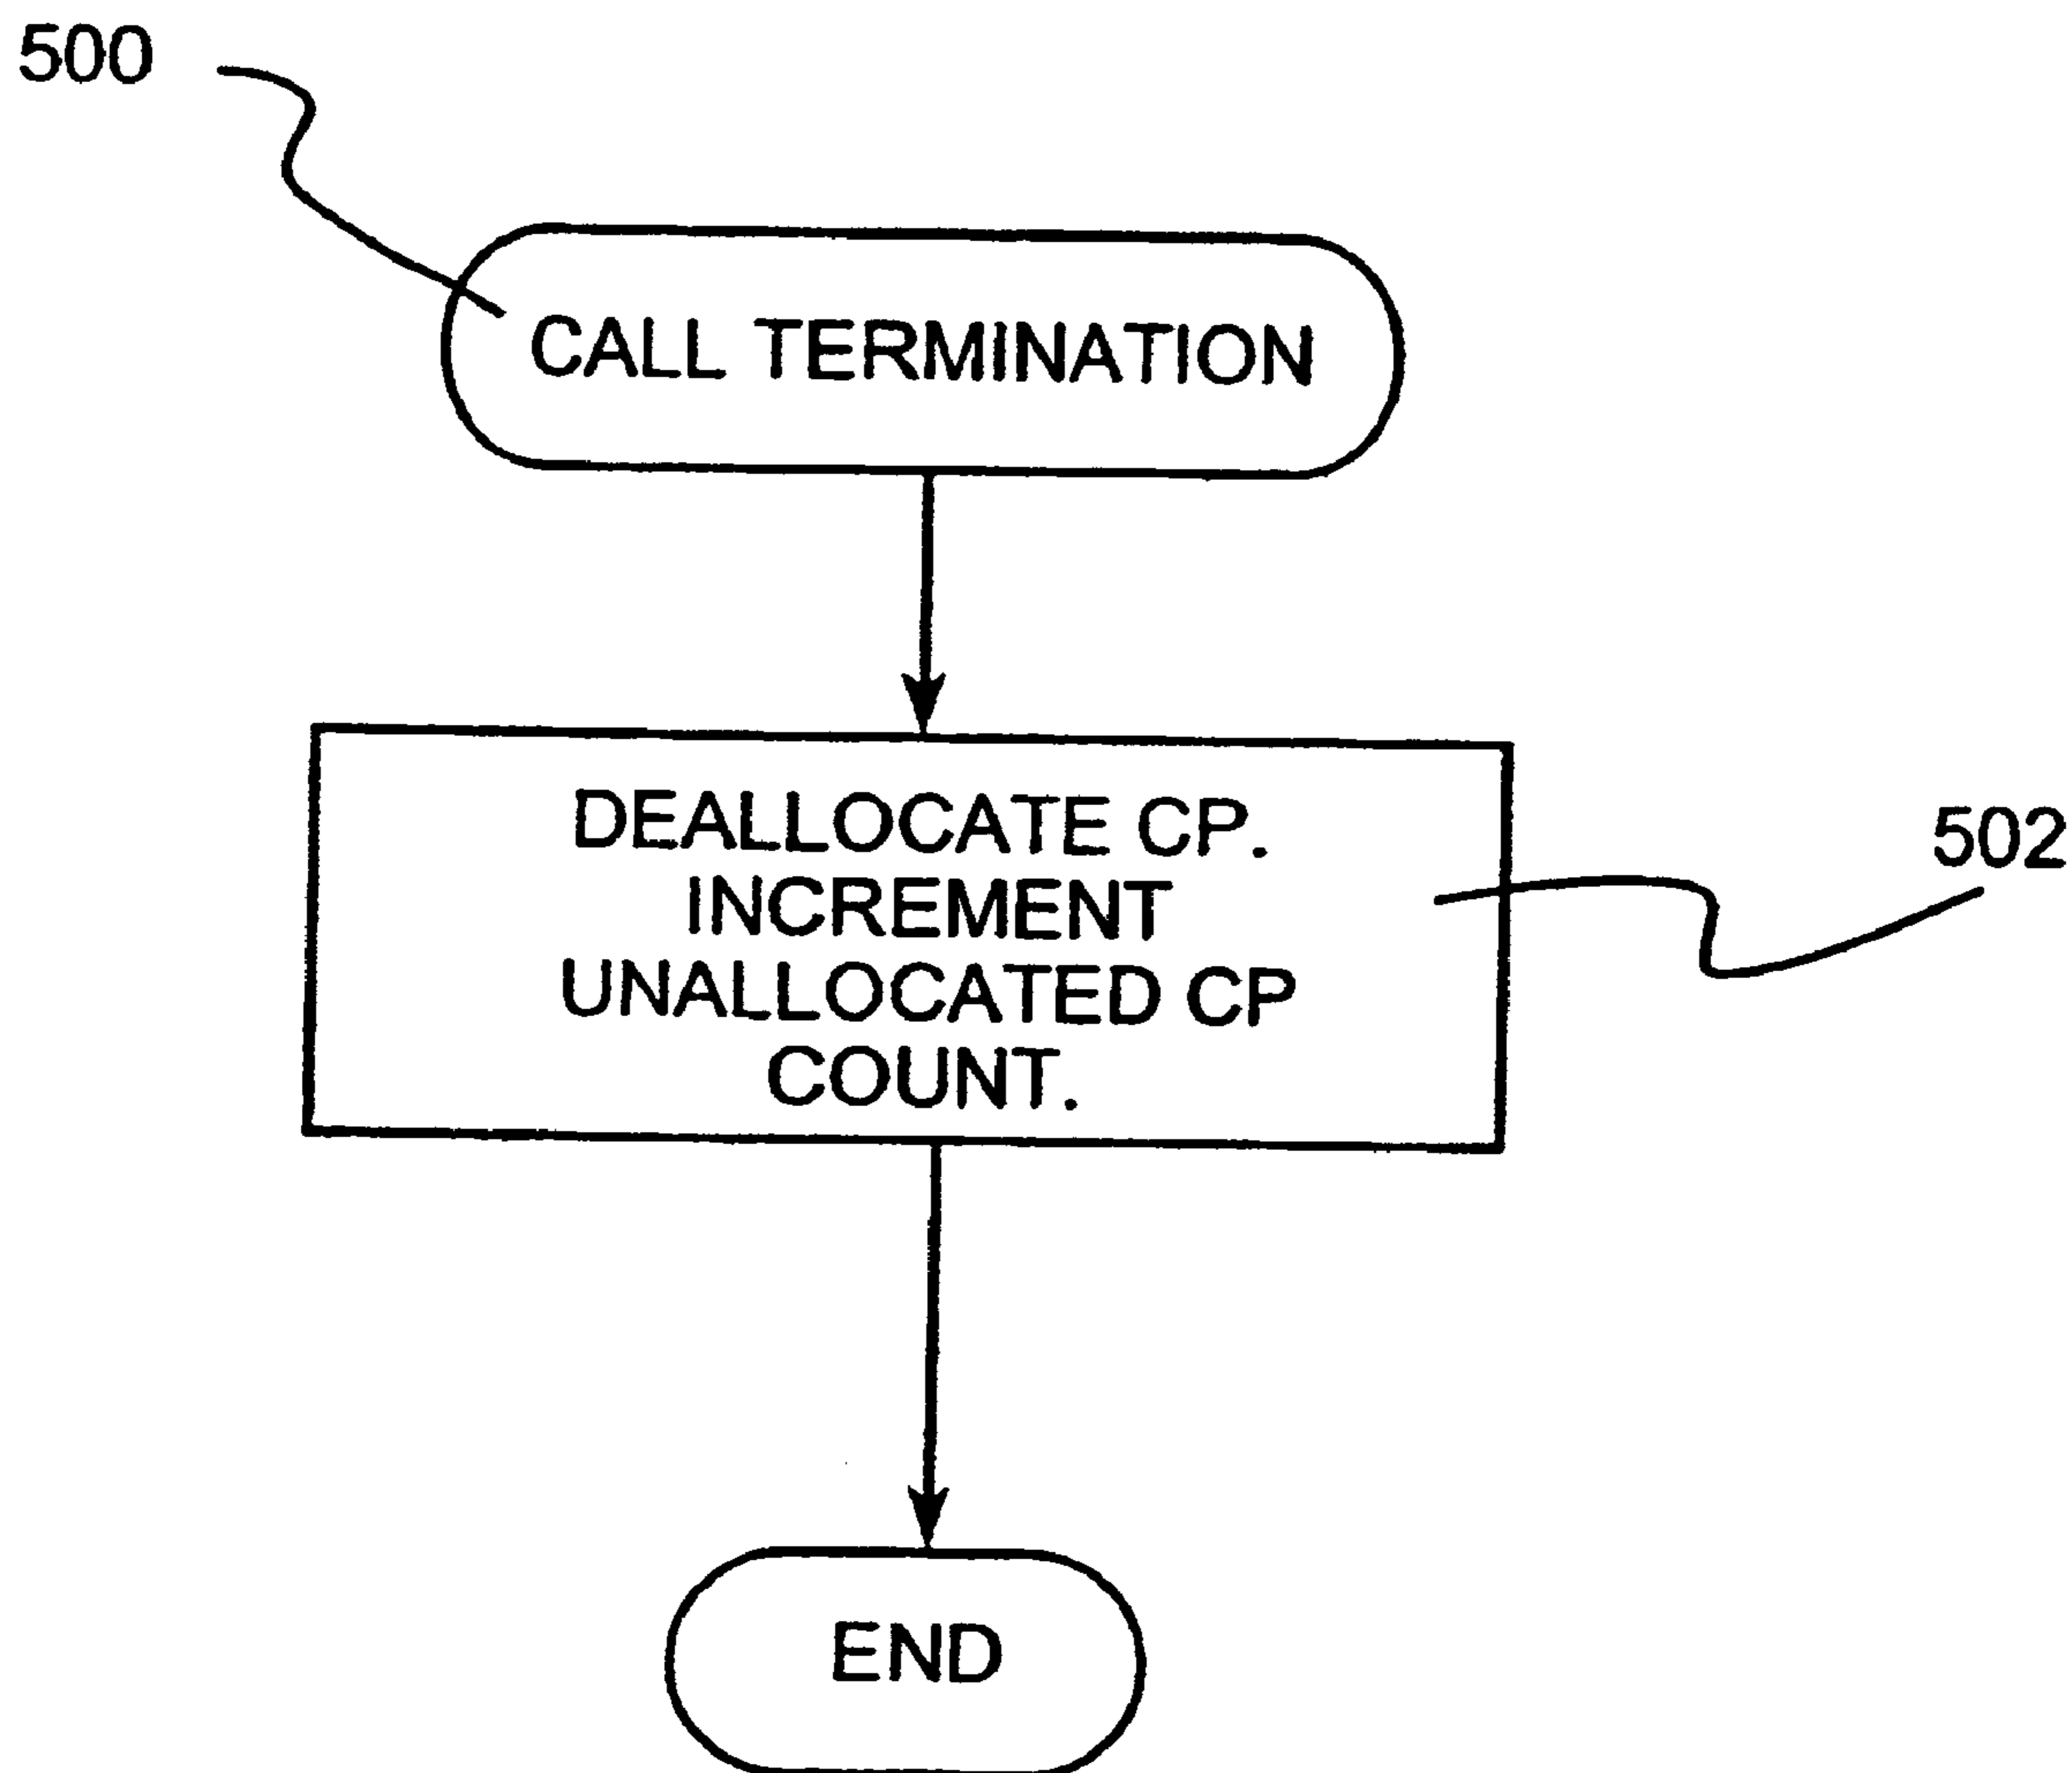 500
CALL TERMINATION
DEALLOCATE CP.
INCREMENT
UNALLOCATED CP
COUNT.
502
END